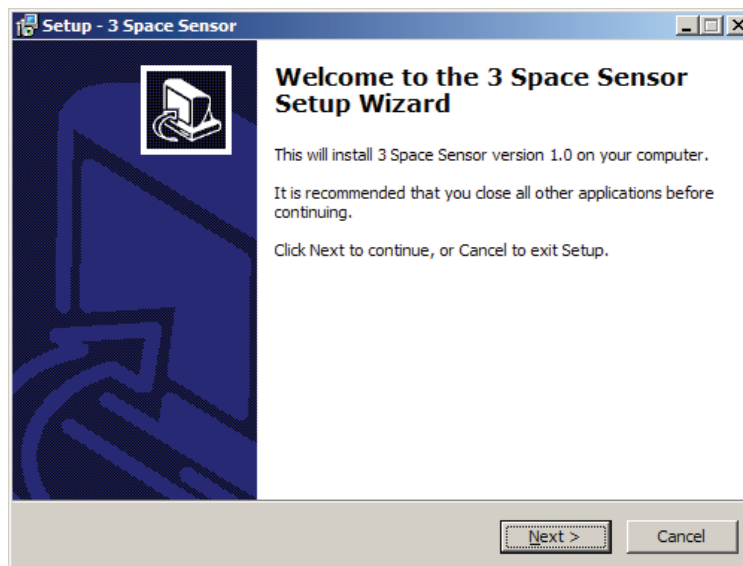 Setup - 3 Space Sensor
Welcome to the 3 Space Sensor
Setup Wizard
This will install 3 Space Sensor version 1.0 on your computer.
It is recommended that you close all other applications before
continuing.
Click Next to continue, or Cancel to exit Setup.
Next >
Cancel